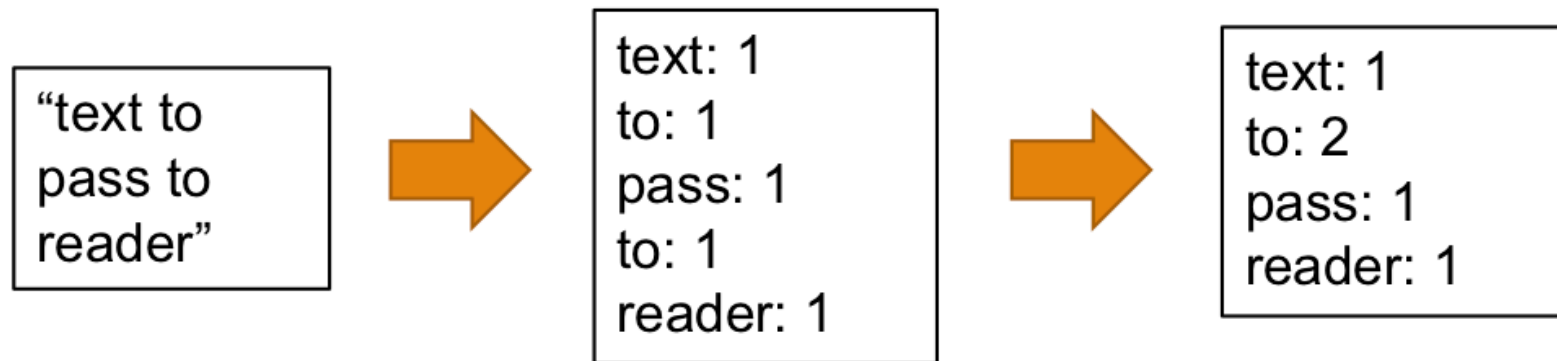 “text to
pass to
reader”
text: 1
to: 1
pass: 1
to: 1
reader: 1
text: 1
to: 2
pass: 1
reader: 1